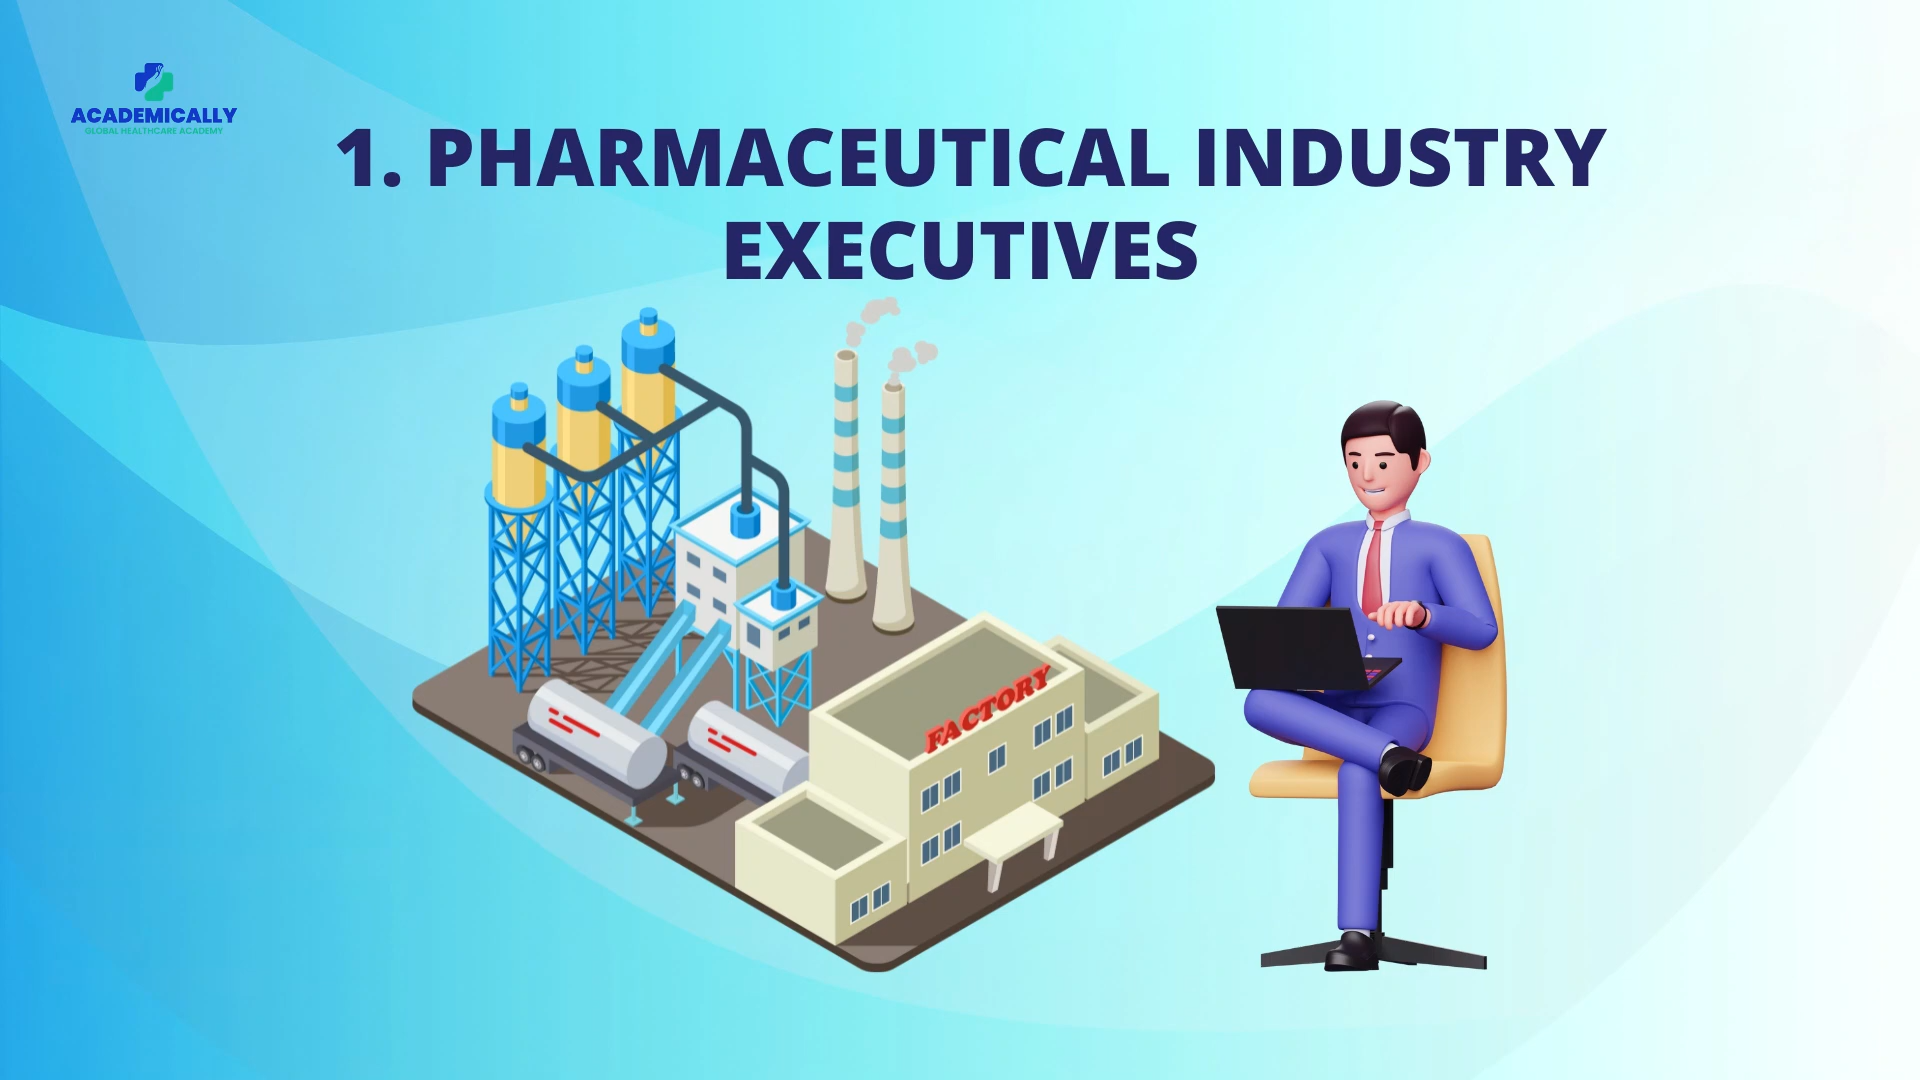 ACADEMICALLY
GLOBAL HEALTHCARE ACADEMY
1. PHARMACEUTICAL INDUSTRY
EXECUTIVES
FACTORY